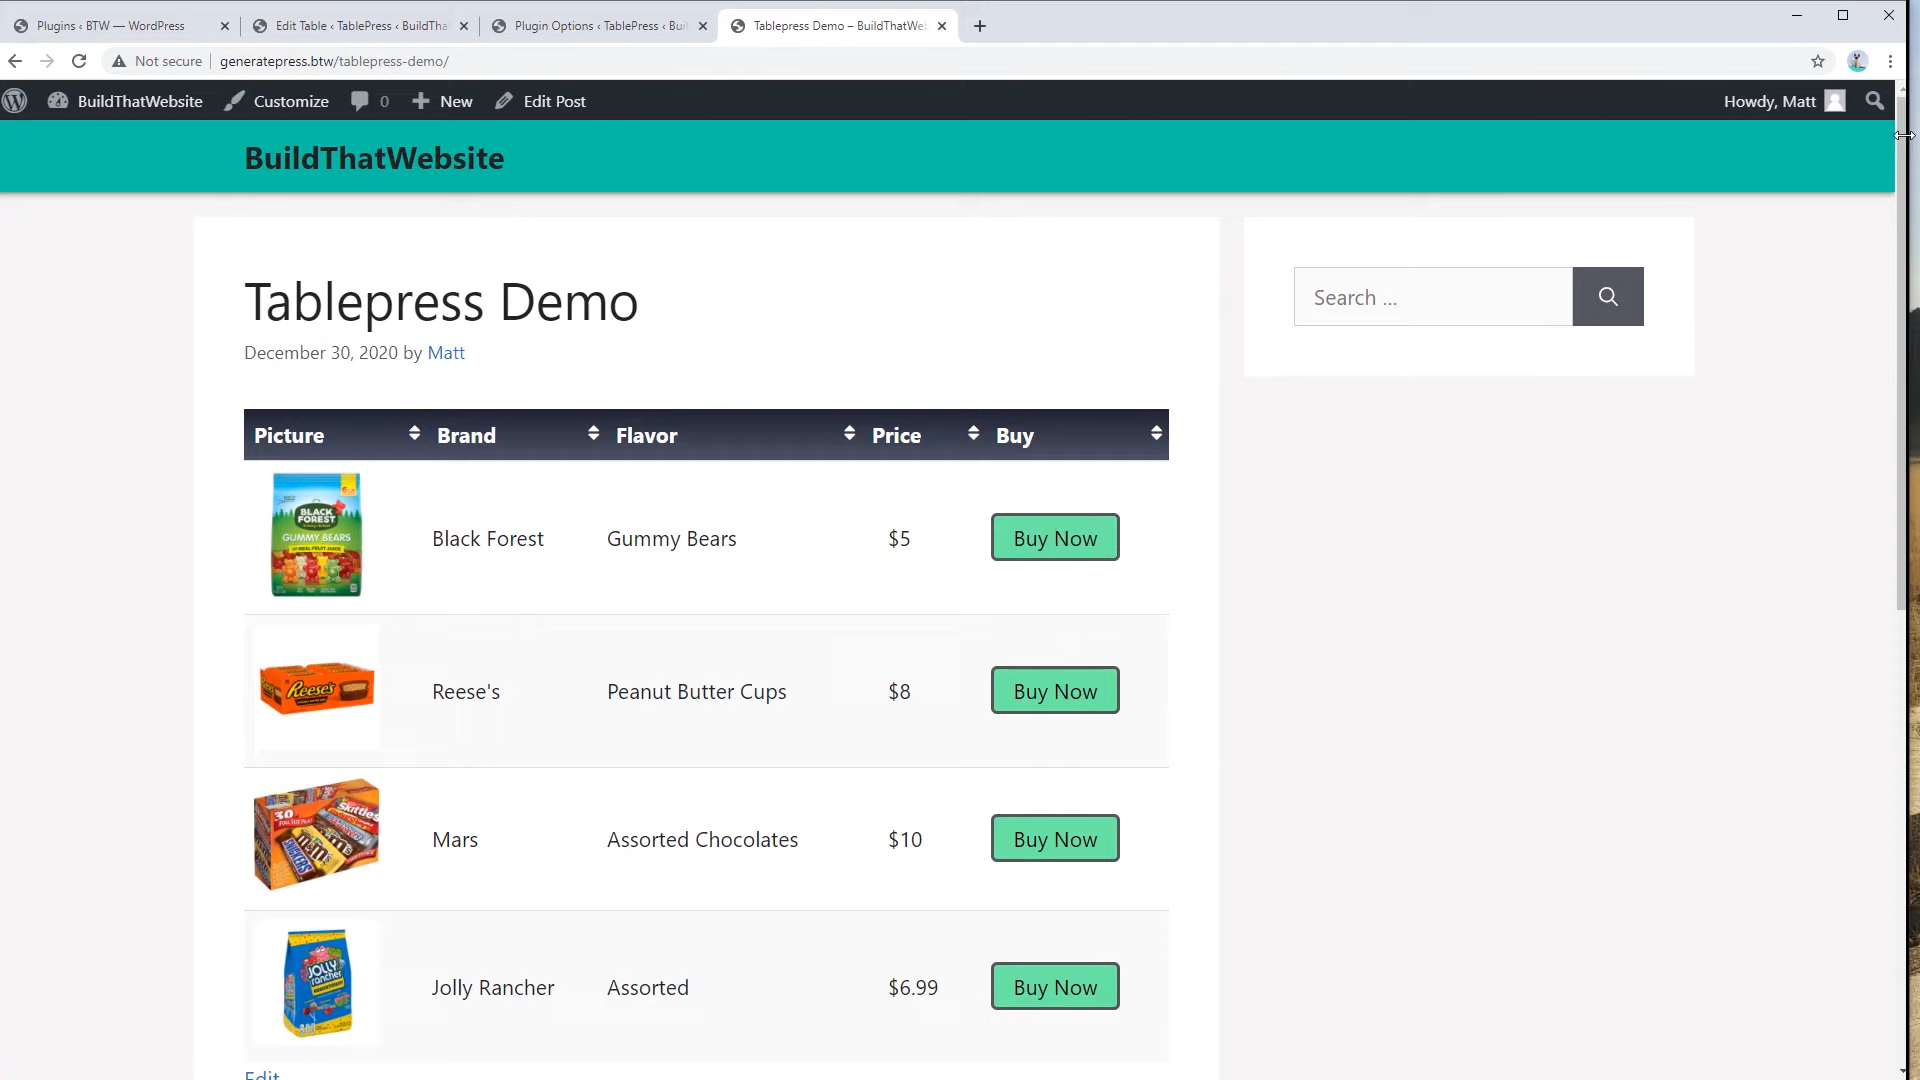 Plugins ‹ BTW — WordPress
Edit Table ‹ TablePress ‹ BuildTha
Plugin Options ‹ TablePress ‹ Buil
Tablepress Demo – BuildThatWeb
Not secure
generatepress.btw/tablepress-demo/
BuildThatWebsite
Customize
0
New
Edit Post
Howdy, Matt
BuildThatWebsite
Tablepress Demo
December 30, 2020 by Matt
Search …
Picture Brand Flavor Price Buy
BLACK FOREST
GUMMY BEARS
Black Forest Gummy Bears $5 Buy Now
Reese's
Reese's Peanut Butter Cups $8 Buy Now
30
Skittles
m&m's
SNICKERS
Mars Assorted Chocolates $10 Buy Now
JOLLY
rancher
Jolly Rancher Assorted $6.99 Buy Now
Edit